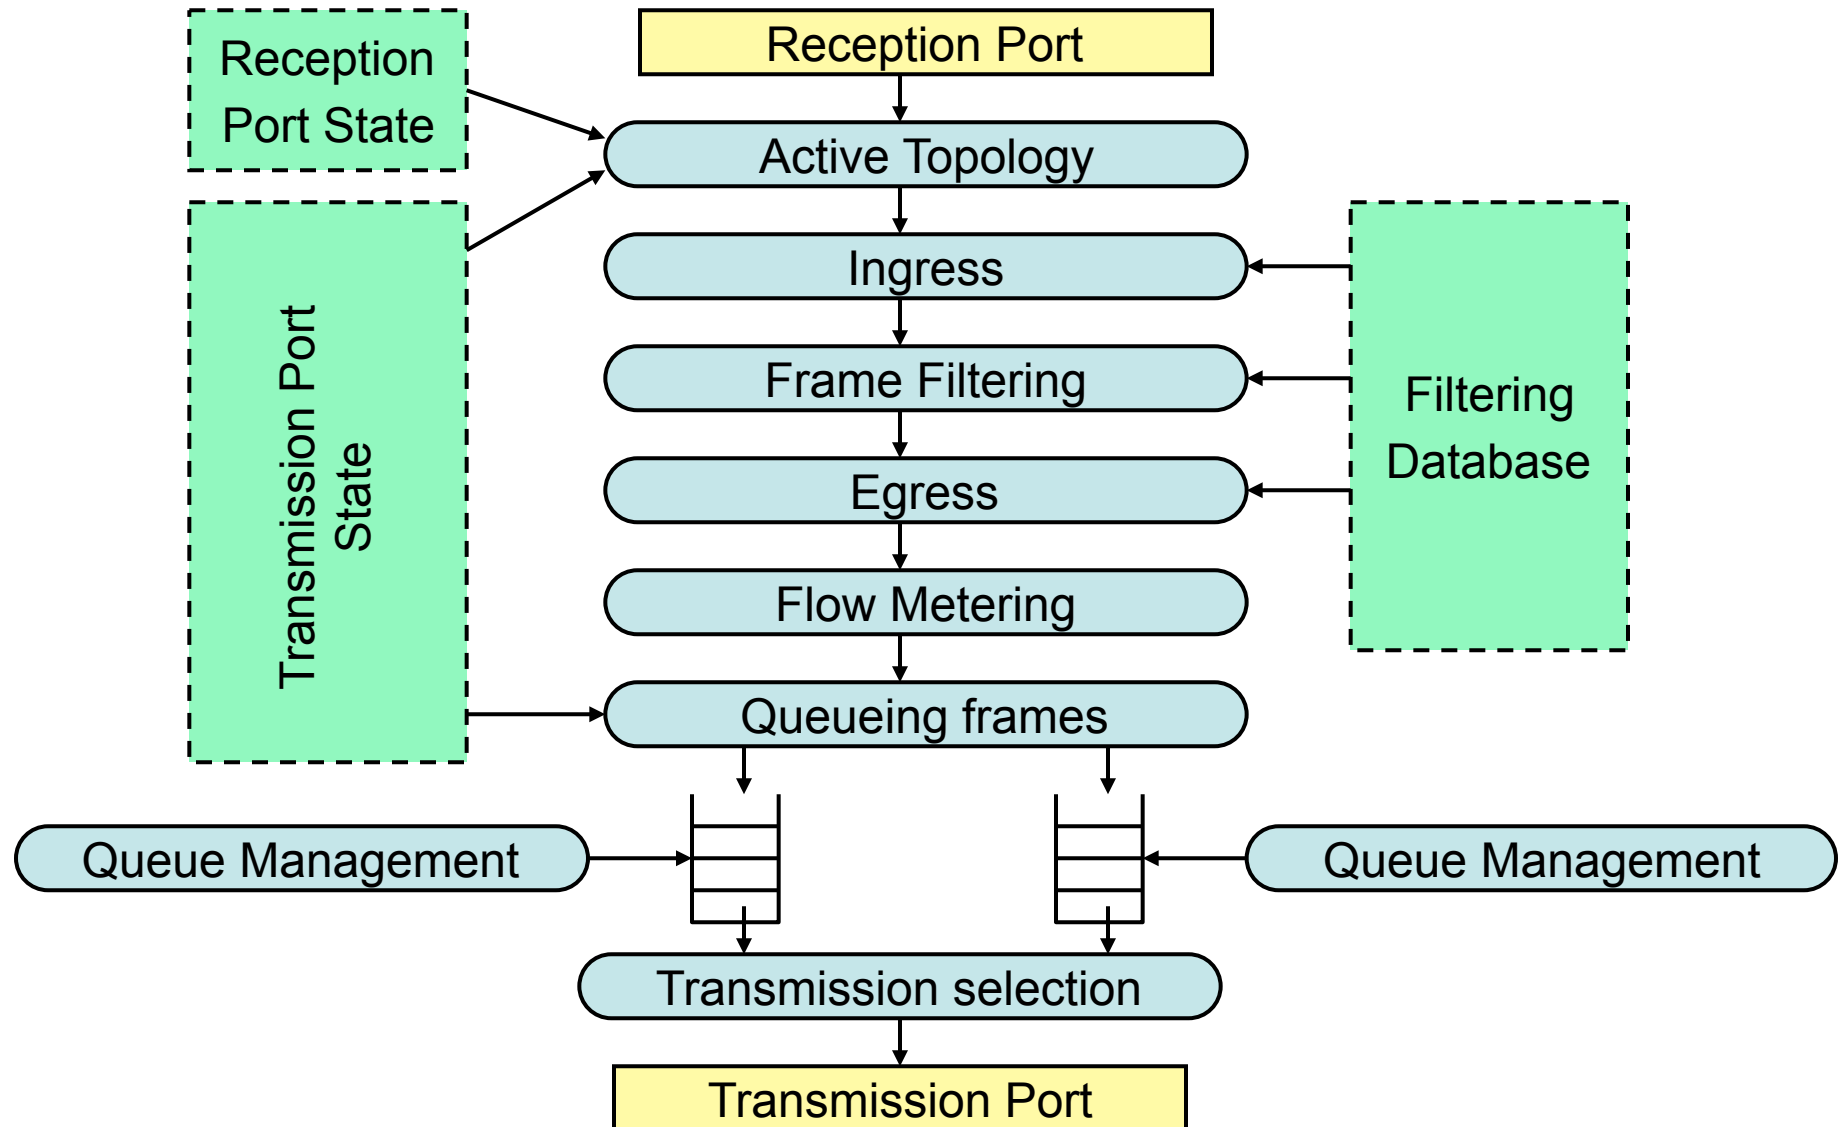 Reception Port
Reception
Port State
Active Topology
Ingress
Frame Filtering
Egress
Flow Metering
Queueing frames
Transmission Port
State
Filtering
Database
Queue Management
Queue Management
Transmission selection
Transmission Port